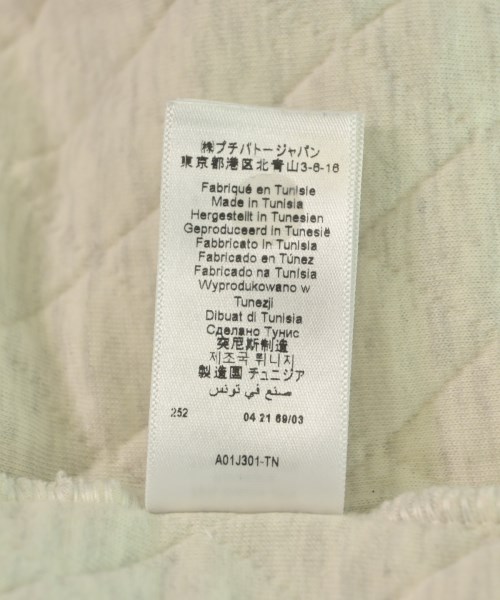 ㈱プチバトージャパン
東京都港区北青山3-6-16
Fabriqué en Tunisie
Made in Tunisia
Hergestellt in Tunesien
Geproduceerd in Tunesië
Fabbricato in Tunisia
Fabricado en Túnez
Fabricado na Tunísia
Wyprodukowano w
Tunezji
Dibuat di Tunisia
Сделано Тунис
突尼斯制造
제조국 튀니지
製造國 チュニジア
صنع في تونس
252 04 21 69/03
A01J301-TN